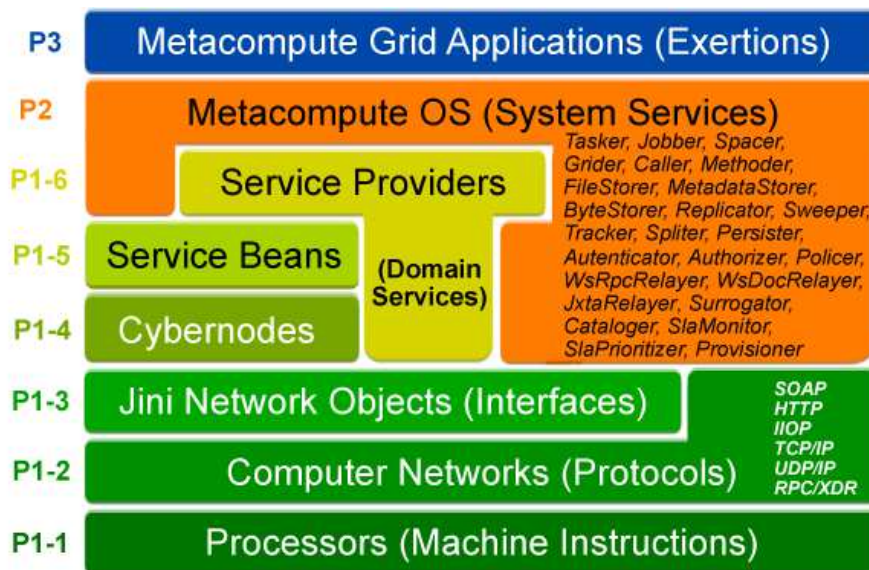 P3 Metacompute Grid Applications (Exertions)
P2 Metacompute OS (System Services)
Tasker, Jobber, Spacer,
Grider, Caller, Methoder,
FileStorer, MetadataStorer,
ByteStorer, Replicator, Sweeper,
Tracker, Spliter, Persister,
Autenticator, Authorizer, Policer,
WsRpcRelayer, WsDocRelayer,
JxtaRelayer, Surrogator,
Cataloger, SlaMonitor,
SlaPrioritizer, Provisioner
P1-6 Service Providers
(Domain
Services)
P1-5 Service Beans
P1-4 Cybernodes
P1-3 Jini Network Objects (Interfaces)
SOAP
HTTP
IIOP
TCP/IP
UDP/IP
RPC/XDR
P1-2 Computer Networks (Protocols)
P1-1 Processors (Machine Instructions)